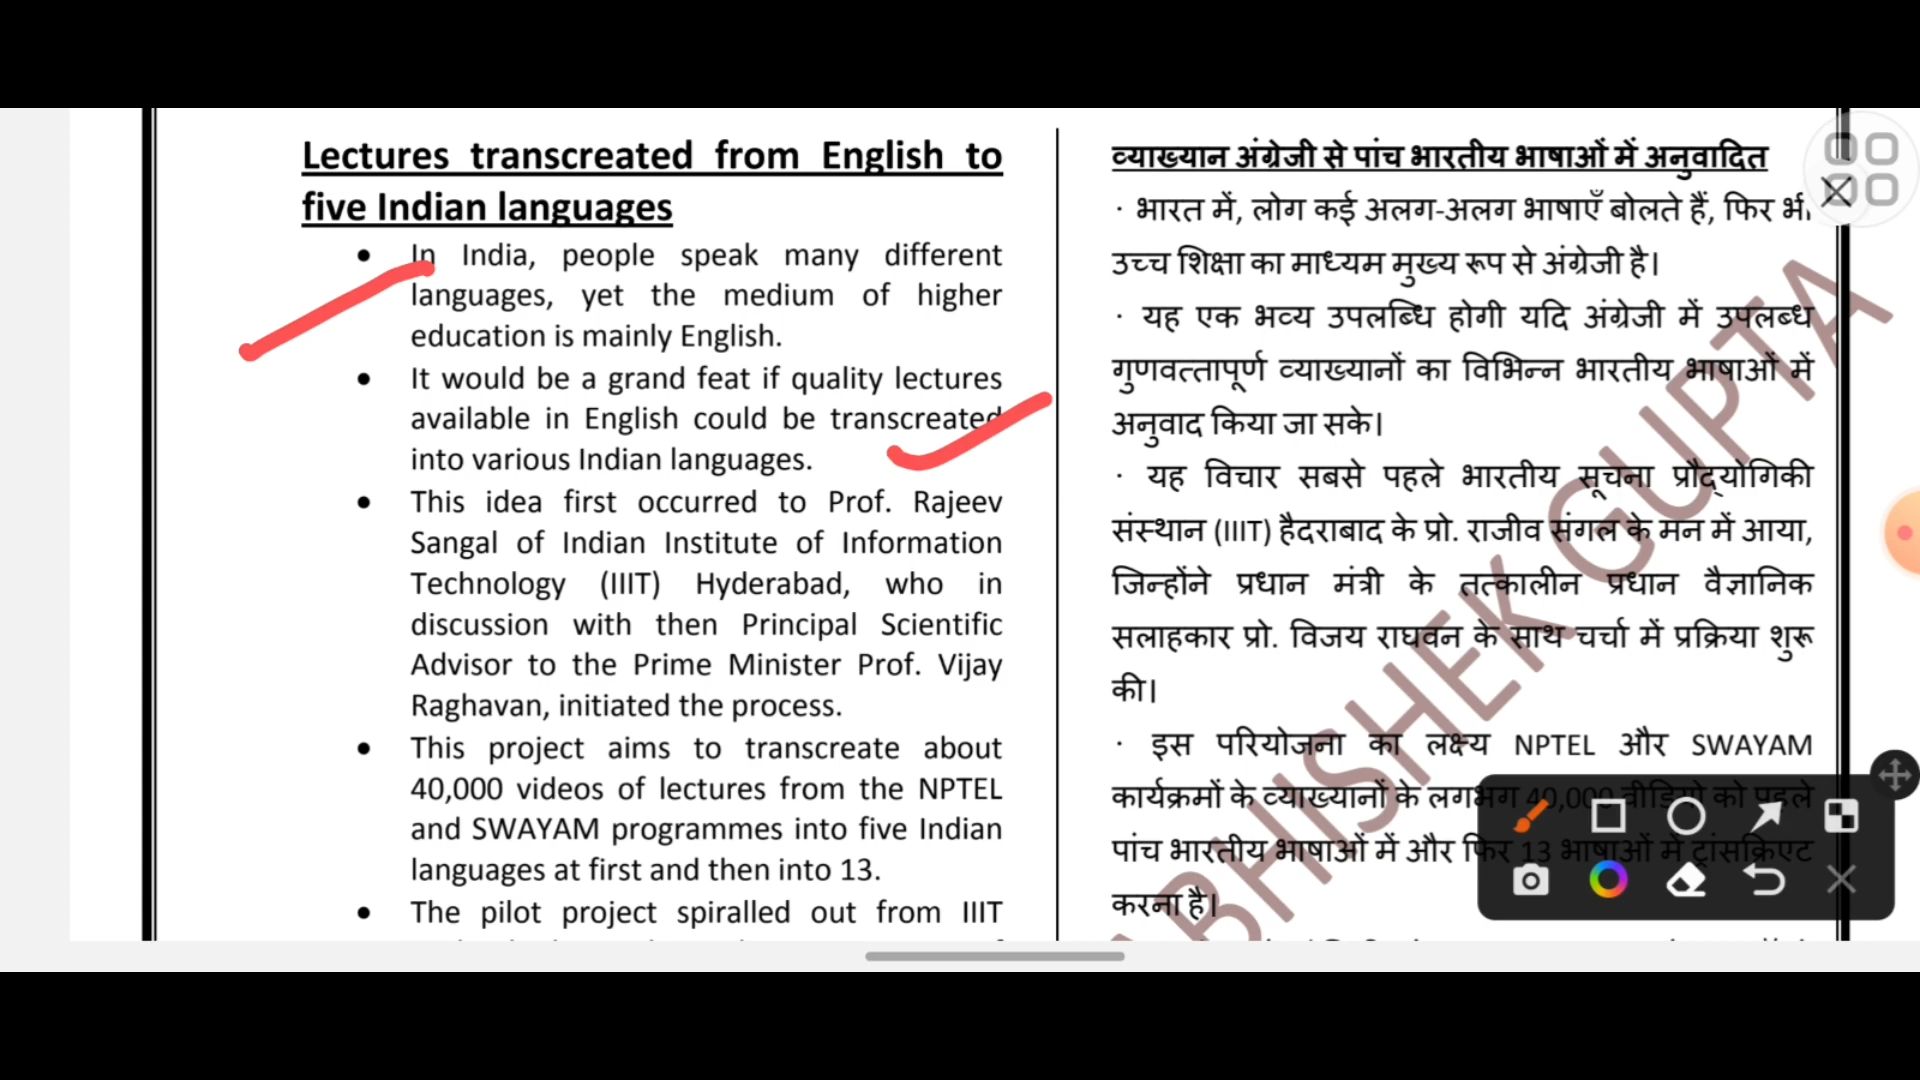 Lectures transcreated from English to
five Indian languages
• In India, people speak many different
languages, yet the medium of higher
education is mainly English.
• It would be a grand feat if quality lectures
available in English could be transcreated
into various Indian languages.
• This idea first occurred to Prof. Rajeev
Sangal of Indian Institute of Information
Technology (IIIT) Hyderabad, who in
discussion with then Principal Scientific
Advisor to the Prime Minister Prof. Vijay
Raghavan, initiated the process.
• This project aims to transcreate about
40,000 videos of lectures from the NPTEL
and SWAYAM programmes into five Indian
languages at first and then into 13.
• The pilot project spiralled out from IIIT
व्याख्यान अंग्रेजी से पांच भारतीय भाषाओं में अनुवादित
· भारत में, लोग कई अलग-अलग भाषाएँ बोलते हैं, फिर भी
उच्च शिक्षा का माध्यम मुख्य रूप से अंग्रेजी है।
· यह एक भव्य उपलब्धि होगी यदि अंग्रेजी में उपलब्ध
गुणवत्तापूर्ण व्याख्यानों का विभिन्न भारतीय भाषाओं में
अनुवाद किया जा सके।
· यह विचार सबसे पहले भारतीय सूचना प्रौद्योगिकी
संस्थान (IIIT) हैदराबाद के प्रो. राजीव संगल के मन में आया,
जिन्होंने प्रधान मंत्री के तत्कालीन प्रधान वैज्ञानिक
सलाहकार प्रो. विजय राघवन के साथ चर्चा में प्रक्रिया शुरू
की।
· इस परियोजना का लक्ष्य NPTEL और SWAYAM
कार्यक्रमों के व्याख्यानों के लगभग 40,000 वीडियो को पहले
पांच भारतीय भाषाओं में और फिर 13 भाषाओं में ट्रांसक्रिएट
करना है।
ABHISHEK GUPTA